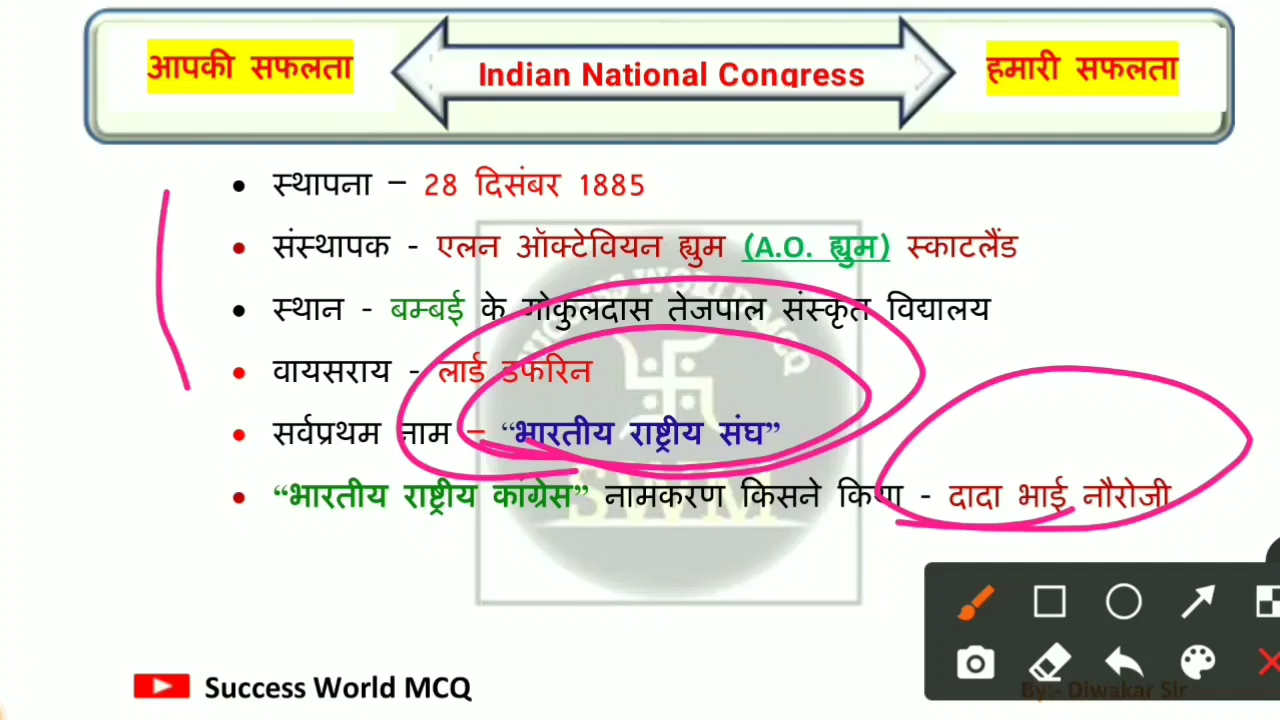 आपकी सफलता
Indian National Congress
हमारी सफलता
• स्थापना – 28 दिसंबर 1885
• संस्थापक - एलन ऑक्टेवियन ह्युम (A.O. ह्युम) स्काटलैंड
• स्थान - बम्बई के गोकुलदास तेजपाल संस्कृत विद्यालय
• वायसराय - लार्ड डफरिन
• सर्वप्रथम नाम – “भारतीय राष्ट्रीय संघ”
• “भारतीय राष्ट्रीय कांग्रेस” नामकरण किसने किया - दादा भाई नौरोजी
SWM
Success World MCQ
By:- Diwakar Sir